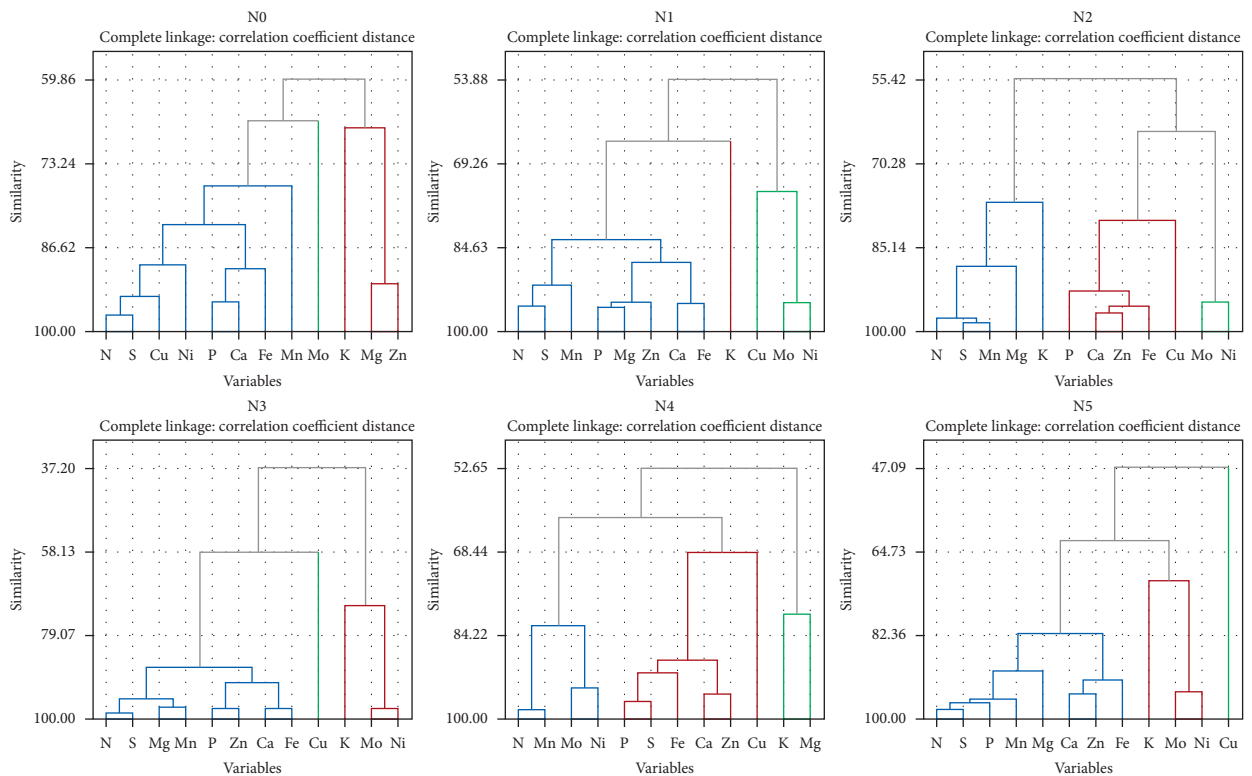 N0
Complete linkage: correlation coefficient distance
59.86
73.24
86.62
100.00
Similarity
N S Cu Ni P Ca Fe Mn Mo K Mg Zn
Variables
N1
Complete linkage: correlation coefficient distance
53.88
69.26
84.63
100.00
Similarity
N S Mn P Mg Zn Ca Fe K Cu Mo Ni
Variables
N2
Complete linkage: correlation coefficient distance
55.42
70.28
85.14
100.00
Similarity
N S Mn Mg K P Ca Zn Fe Cu Mo Ni
Variables
N3
Complete linkage: correlation coefficient distance
37.20
58.13
79.07
100.00
Similarity
N S Mg Mn P Zn Ca Fe Cu K Mo Ni
Variables
N4
Complete linkage: correlation coefficient distance
52.65
68.44
84.22
100.00
Similarity
N Mn Mo Ni P S Fe Ca Zn Cu K Mg
Variables
N5
Complete linkage: correlation coefficient distance
47.09
64.73
82.36
100.00
Similarity
N S P Mn Mg Ca Zn Fe K Mo Ni Cu
Variables